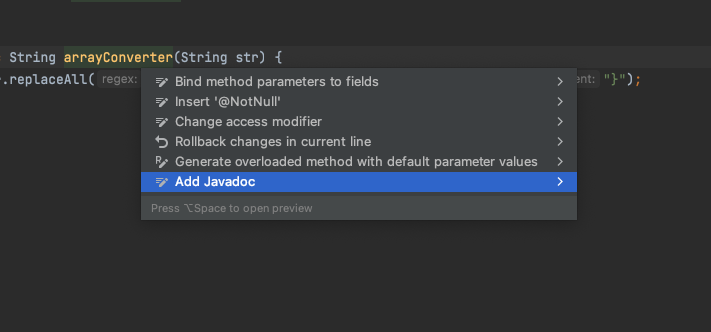 String arrayConverter(String str) {
.replaceAll( regex: ent: "}");
Bind method parameters to fields
Insert '@NotNull'
Change access modifier
Rollback changes in current line
Generate overloaded method with default parameter values
Add Javadoc
Press ⌥Space to open preview